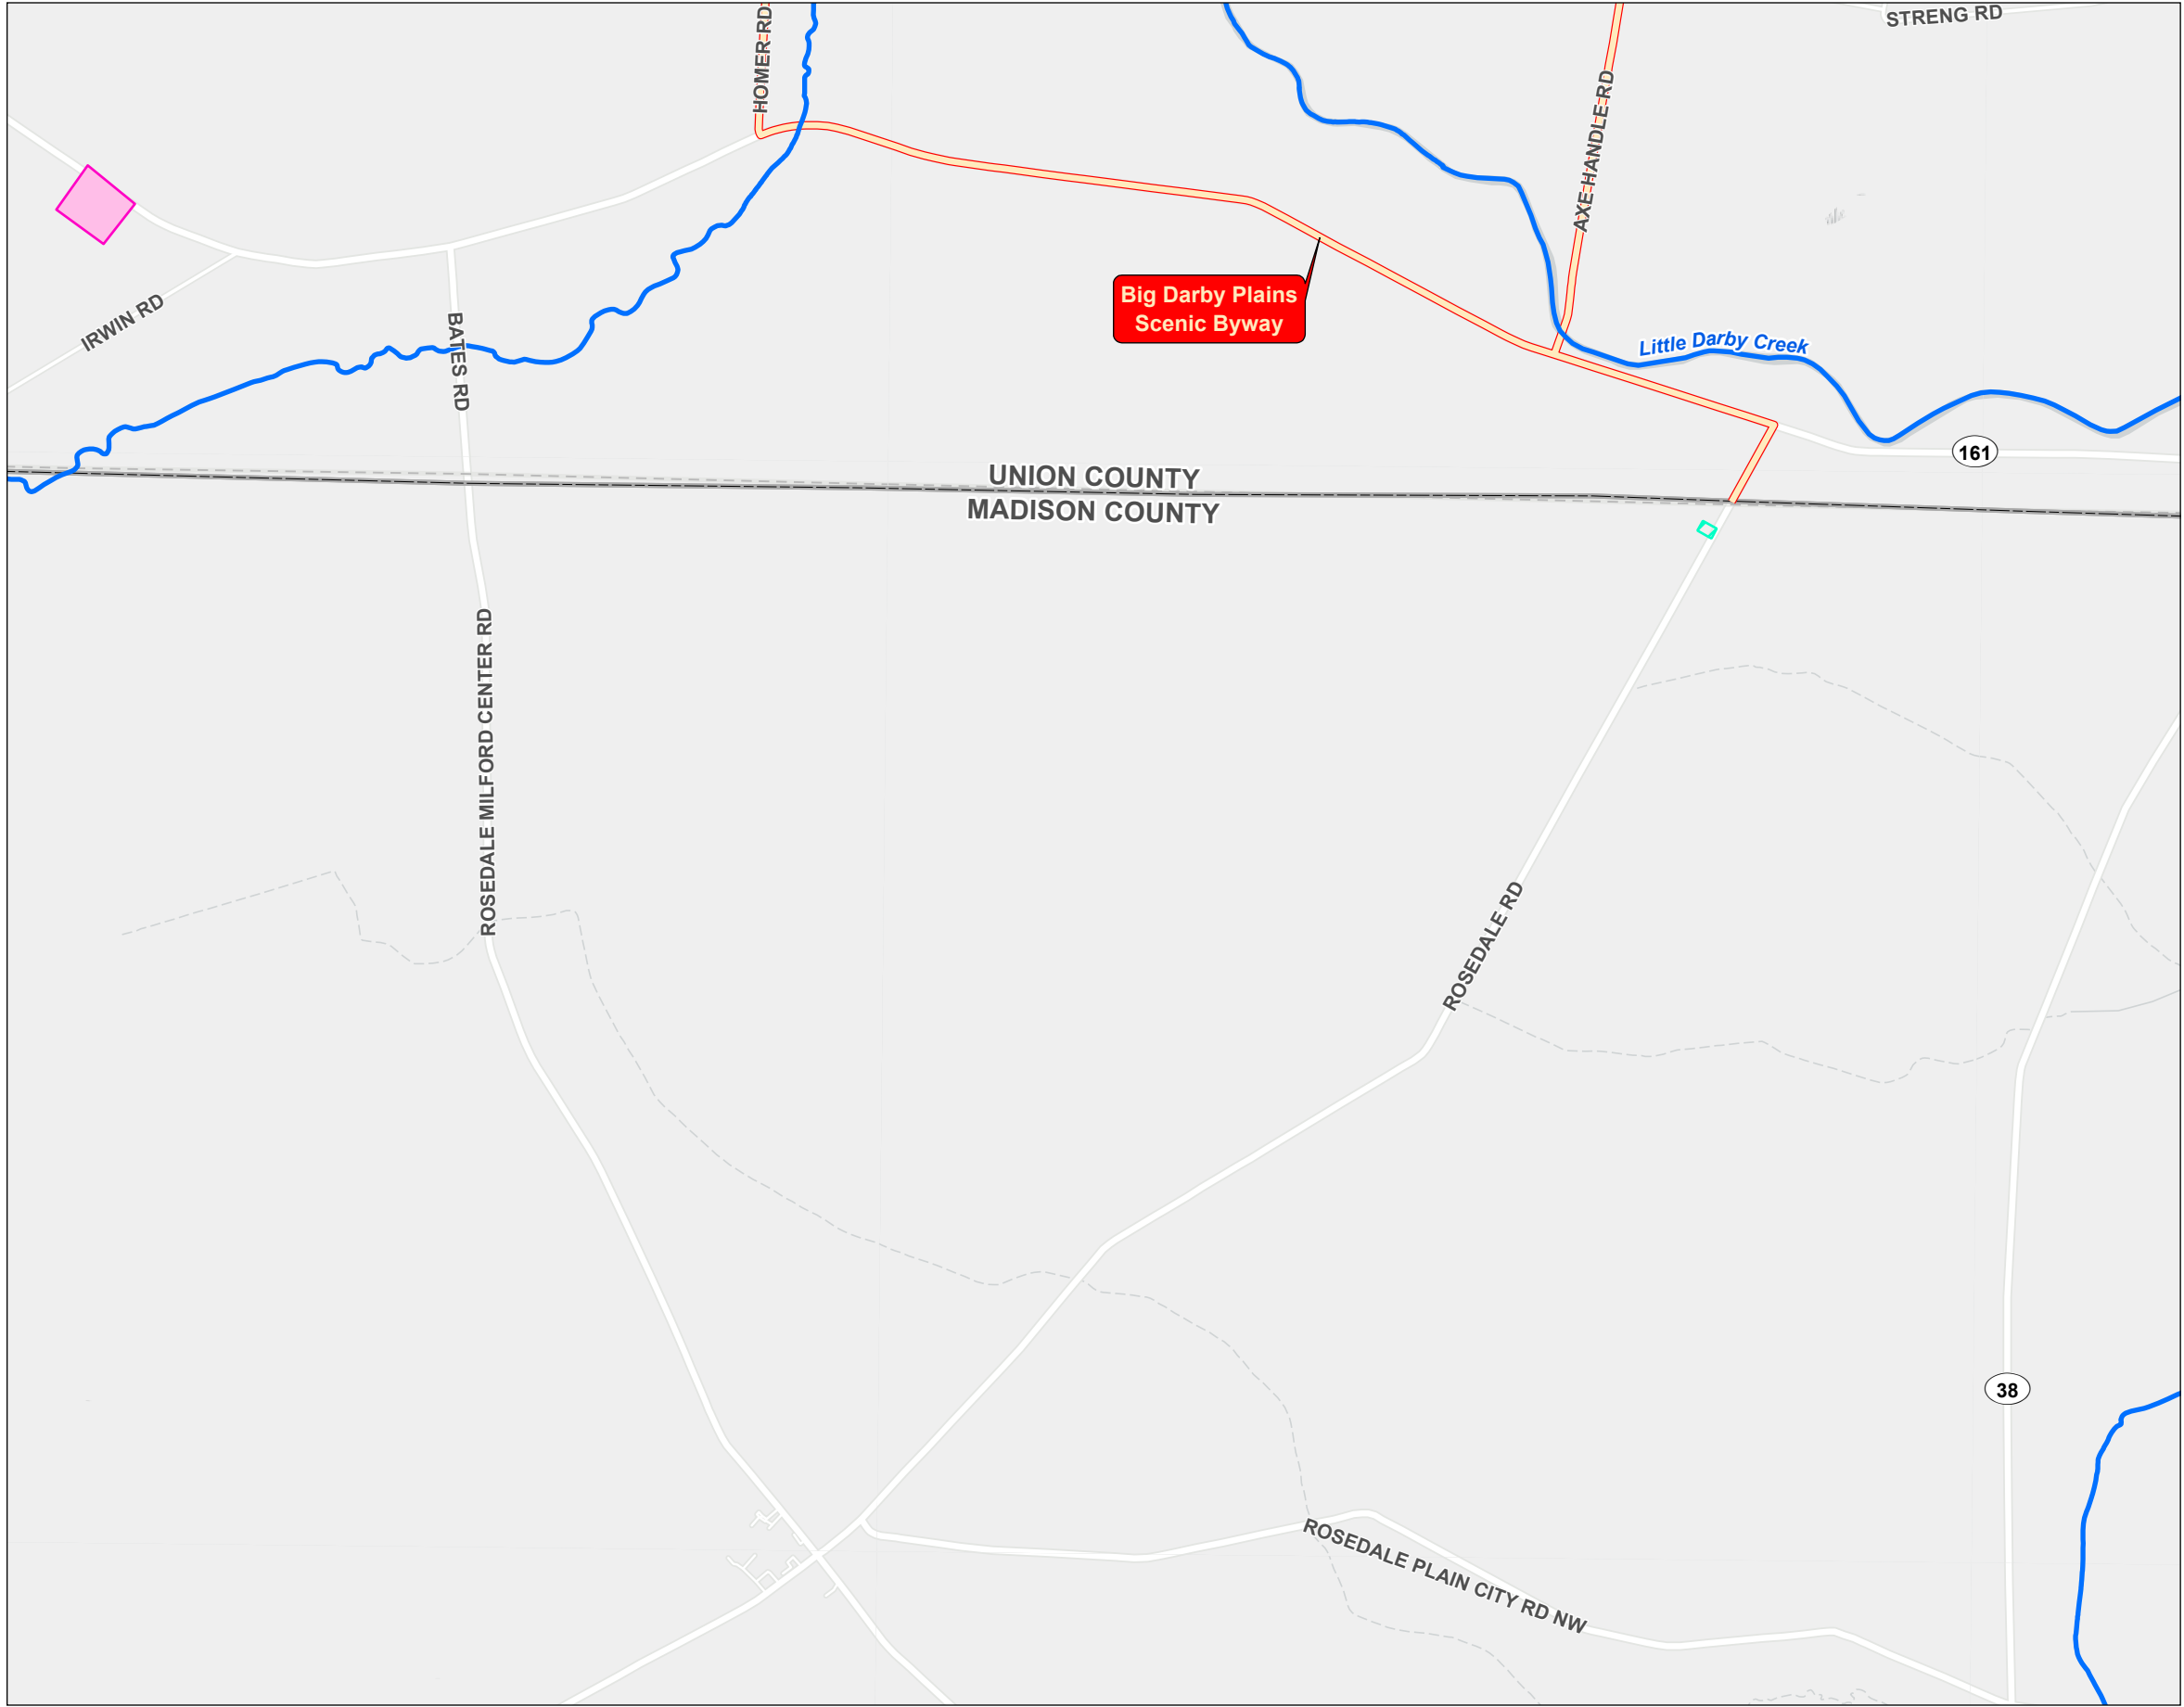 STRENG RD
HOMER RD
AXE HANDLE RD
IRWIN RD
BATES RD
Big Darby Plains
Scenic Byway
Little Darby Creek
161
UNION COUNTY
MADISON COUNTY
ROSEDALE MILFORD CENTER RD
ROSEDALE RD
38
ROSEDALE PLAIN CITY RD NW